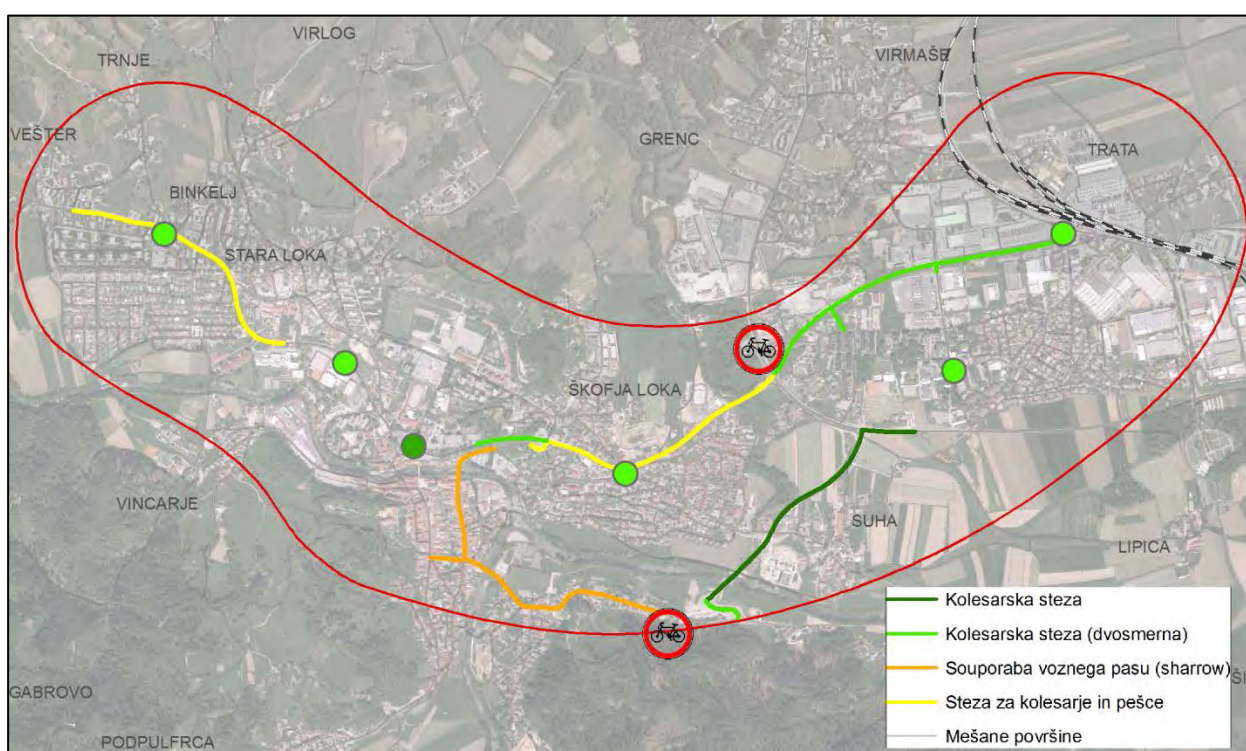 VIRLOG
TRNJE
VIRMAŠE
VEŠTER
GRENC
TRATA
BINKELJ
STARA LOKA
ŠKOFJA LOKA
VINCARJE
SUHA
LIPICA
GABROVO
PODPULFRCA
ŠI
Kolesarska steza
Kolesarska steza (dvosmerna)
Souporaba voznega pasu (sharrow)
Steza za kolesarje in pešce
Mešane površine